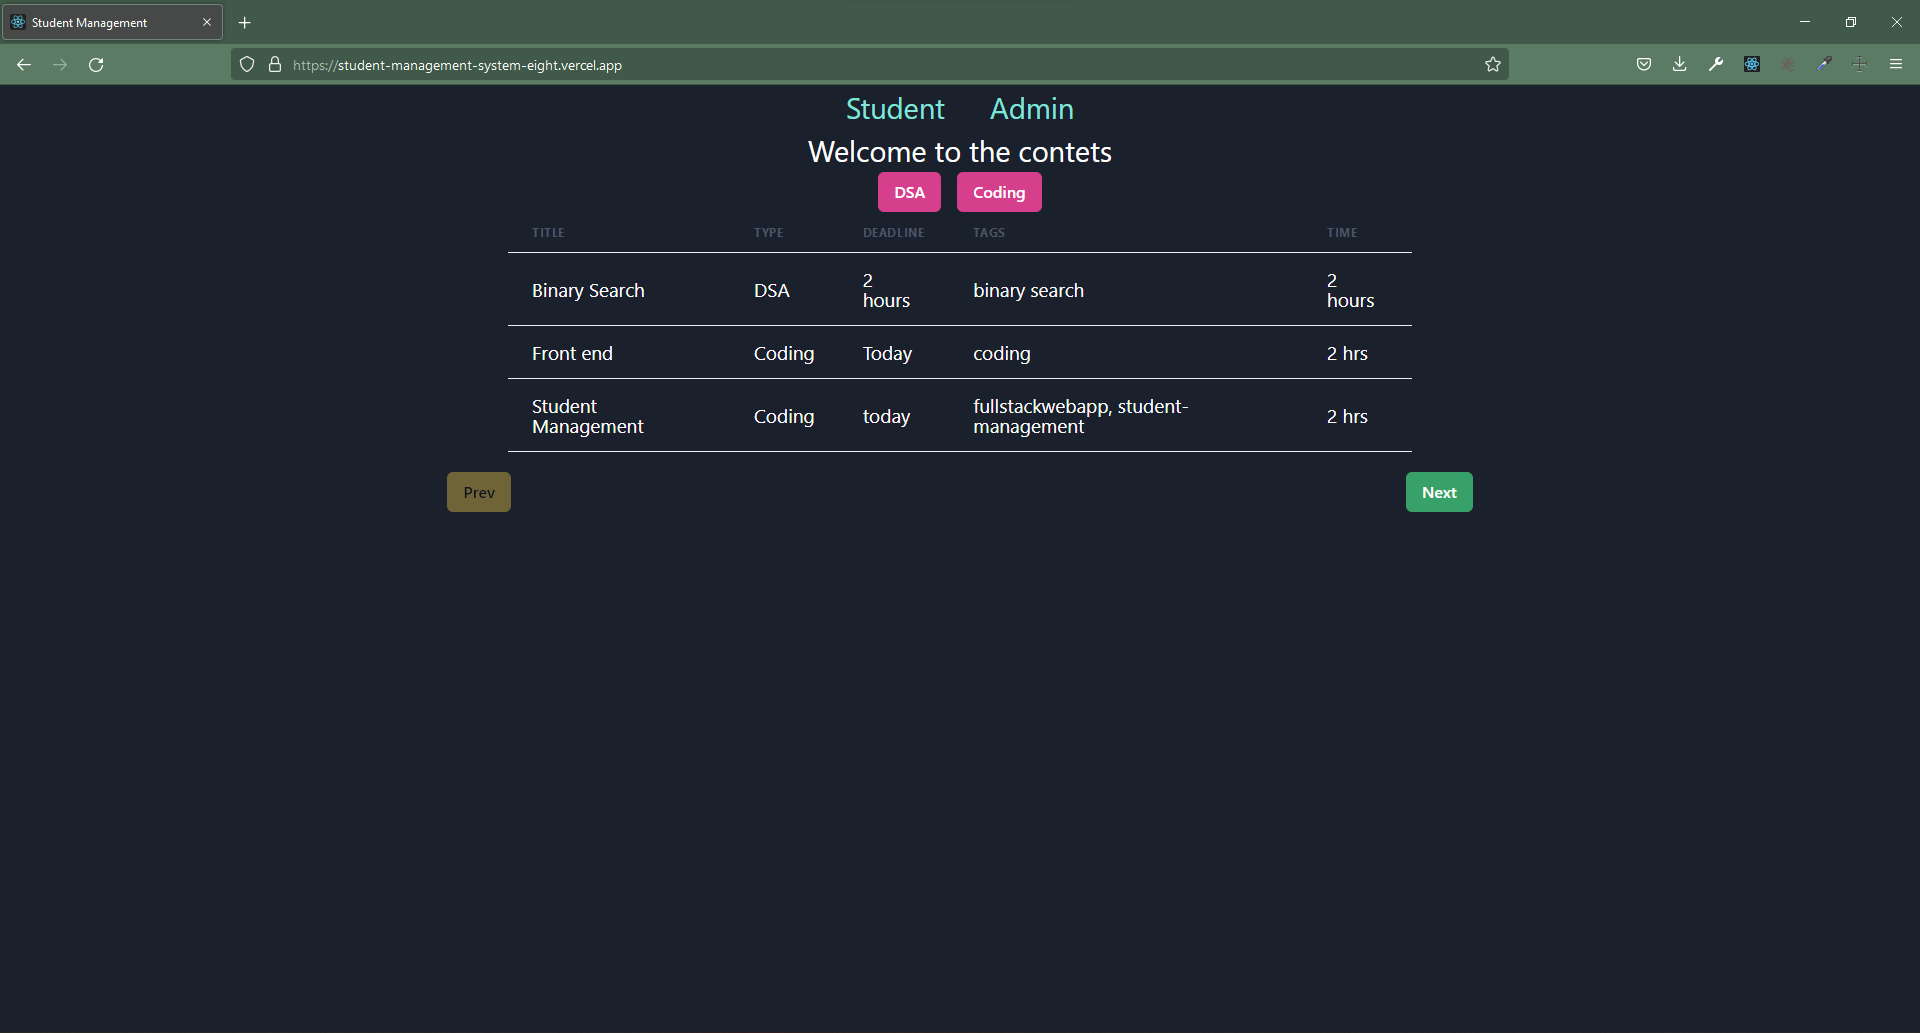 Student Management
https://student-management-system-eight.vercel.app
Student Admin
Welcome to the contets
DSA Coding
TITLE TYPE DEADLINE TAGS TIME
Binary Search DSA 2 hours binary search 2 hours
Front end Coding Today coding 2 hrs
Student Management Coding today fullstackwebapp, student-management 2 hrs
Prev Next